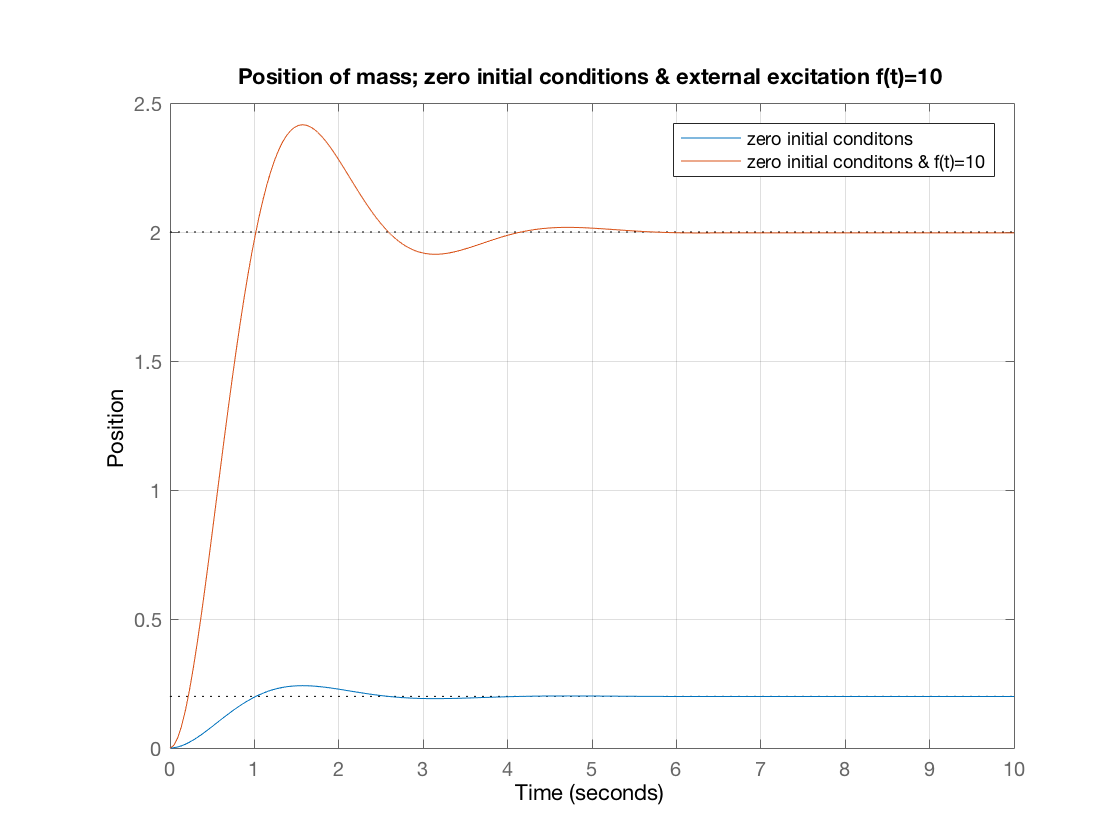 Position of mass; zero initial conditions & external excitation f(t)=10
2.5
2
1.5
1
0.5
0
Position
zero initial conditons
zero initial conditons & f(t)=10
0 1 2 3 4 5 6 7 8 9 10
Time (seconds)